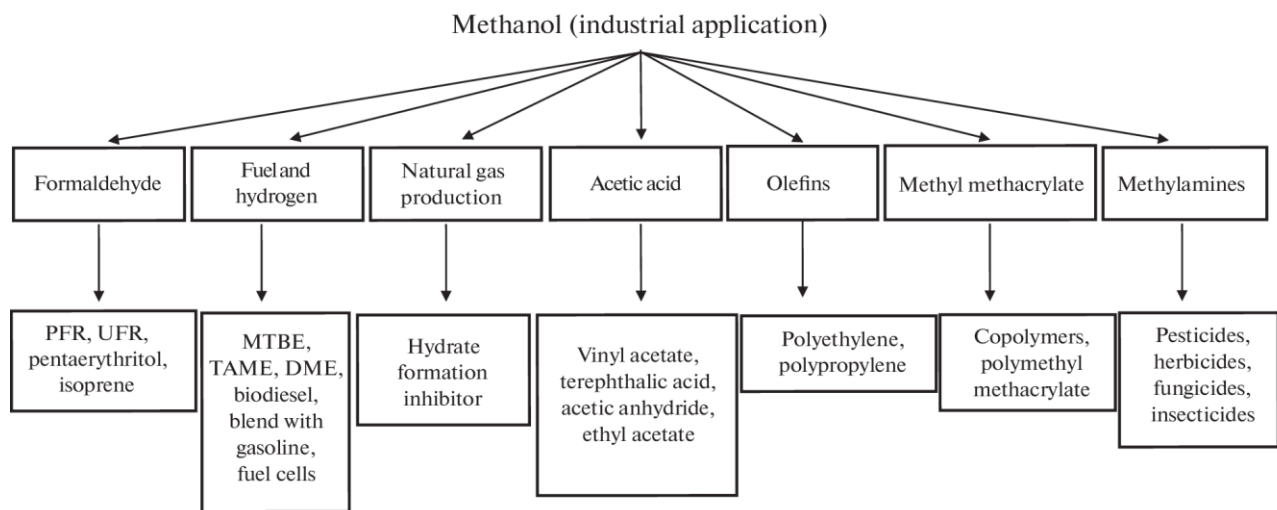 Methanol (industrial application)
Formaldehyde
Fuel and
hydrogen
Natural gas
production
Acetic acid
Olefins
Methyl methacrylate
Methylamines
PFR, UFR,
pentaerythritol,
isoprene
MTBE,
TAME, DME,
biodiesel,
blend with
gasoline,
fuel cells
Hydrate
formation
inhibitor
Vinyl acetate,
terephthalic acid,
acetic anhydride,
ethyl acetate
Polyethylene,
polypropylene
Copolymers,
polymethyl
methacrylate
Pesticides,
herbicides,
fungicides,
insecticides